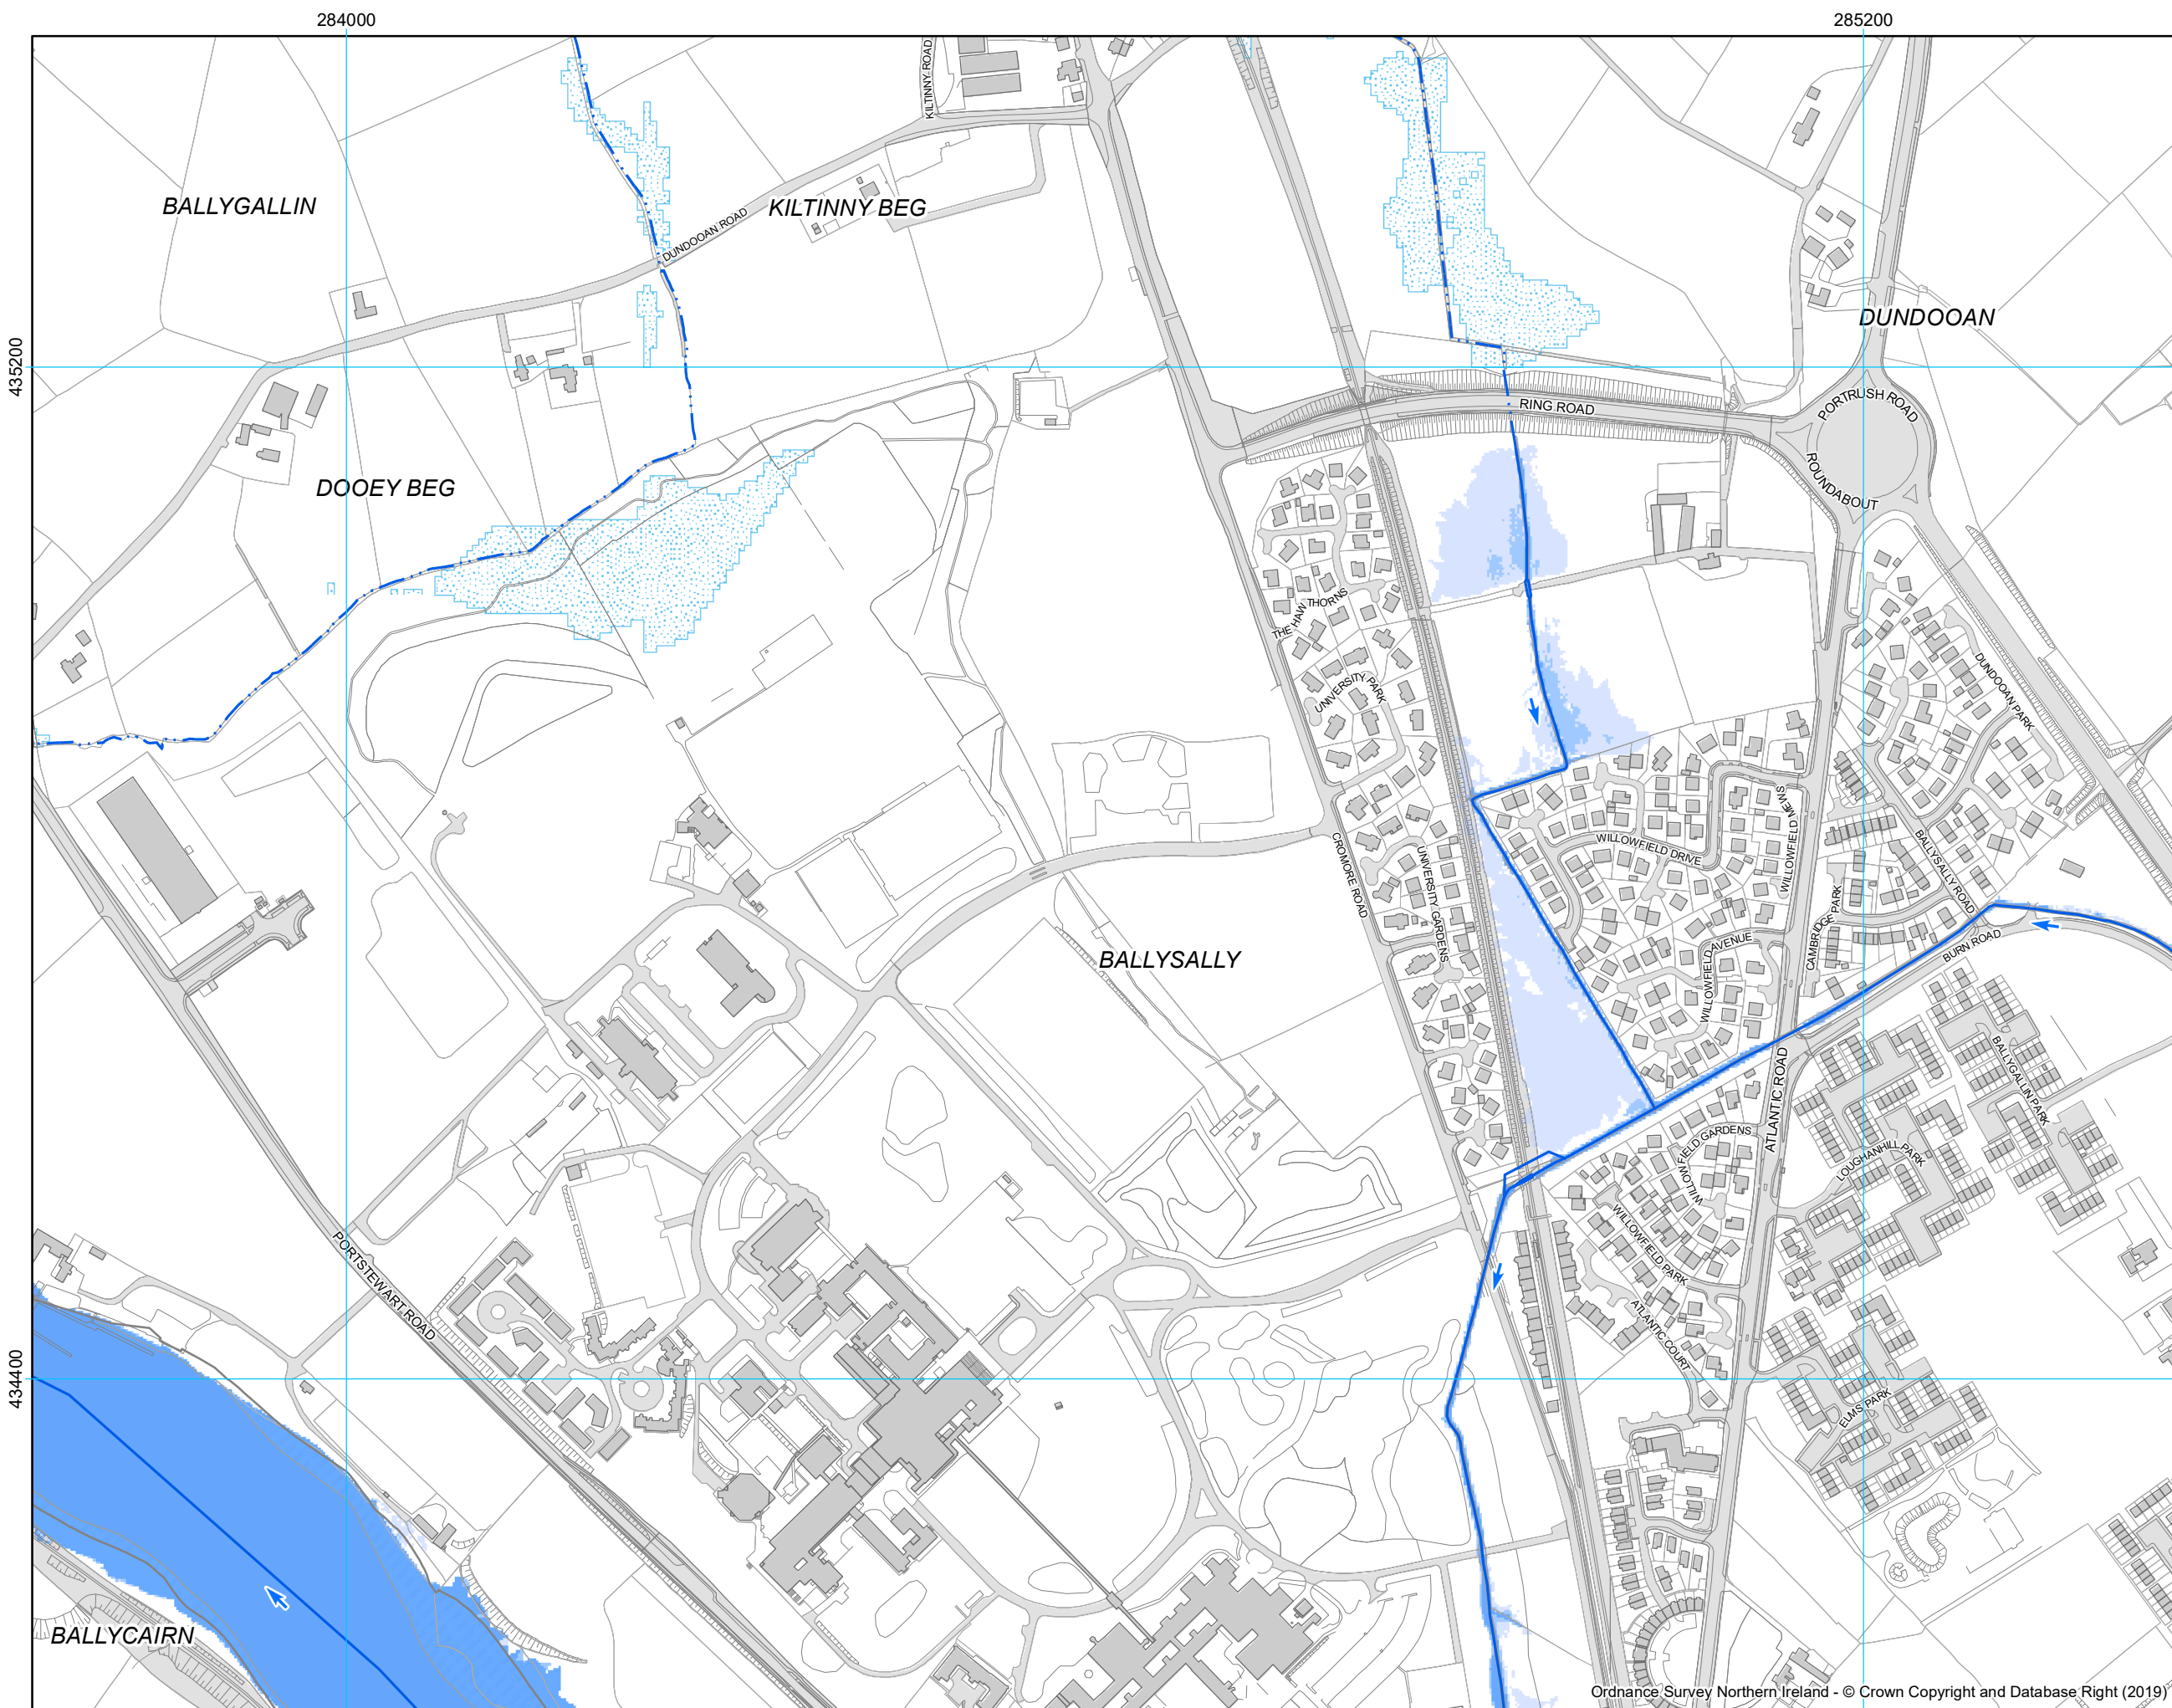 284000
285200
KILTINNY ROAD
BALLYGALLIN
KILTINNY BEG
DUNDOOAN ROAD
DUNDOOAN
435200
PORTRUSH ROAD
RING ROAD
ROUNDABOUT
DOOEY BEG
THE HAW THORNS
UNIVERSITY PARK
DUNDOOAN PARK
WILLOWFIELD MEWS
WILLOWFIELD DRIVE
CROMORE ROAD
UNIVERSITY GARDENS
BALLYSALLY ROAD
CAMBRIDGE PARK
BALLYSALLY
WILLOWFIELD AVENUE
BURN ROAD
ATLANTIC ROAD
BALLYGALLIN PARK
WILLOWFIELD GARDENS
LOUGHANHILL PARK
WILLOWFIELD PARK
PORTSTEWART ROAD
ATLANTIC COURT
434400
ELMS PARK
BALLYCAIRN
Ordnance Survey Northern Ireland - © Crown Copyright and Database Right (2019)